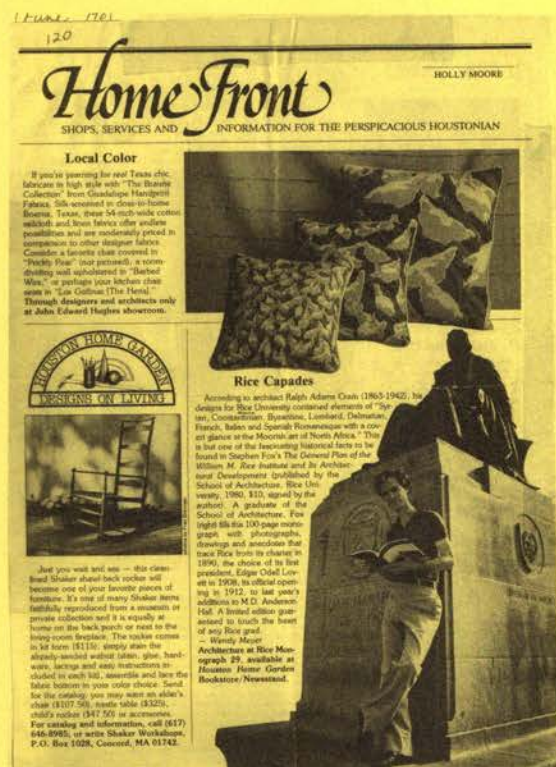 June, 1981
120
Home Front
HOLLY MOORE
SHOPS, SERVICES AND INFORMATION FOR THE PERSPICACIOUS HOUSTONIAN
Local Color
If you're yearning for real Texas chic,
fabricate in high style with "The Brande
Collection" from Guadalupe Handprint
Fabrics. Silk-screened in close-to-home
Boerne, Texas, these 54-inch-wide cotton
sailcloth and linen fabrics offer endless
possibilities and are moderately priced in
comparison to other designer fabrics.
Consider a favorite chair covered in
"Prickly Pear" (not pictured), a room-
dividing wall upholstered in "Barbed
Wire," or perhaps your kitchen chair
seats in "Las Gallinas (The Hens)."
Through designers and architects only
at John Edward Hughes showroom.
HOUSTON HOME GARDEN
DESIGNS ON LIVING
Just you wait and see — this clean-
lined Shaker shawl-back rocker will
become one of your favorite pieces of
furniture. It's one of many Shaker items
faithfully reproduced from a museum or
private collection and it is equally at
home on the back porch or next to the
living-room fireplace. The rocker comes
in kit form ($115); simply stain the
already-sanded walnut (stain, glue, hard-
ware, lacings and easy instructions in-
cluded in each kit), assemble and lace the
fabric bottom in your color choice. Send
for the catalog; you may want an elder's
chair ($107.50), trestle table ($325),
child's rocker ($47.50) or accessories.
For catalog and information, call (617)
646-8985; or write Shaker Workshops,
P.O. Box 1028, Concord, MA 01742.
Rice Capades
According to architect Ralph Adams Cram (1863-1942), his
designs for Rice University contained elements of "Syr-
ian, Constantinian, Byzantine, Lombard, Dalmatian,
French, Italian and Spanish Romanesque with a cov-
ert glance at the Moorish art of North Africa." This
is but one of the fascinating historical facts to be
found in Stephen Fox's The General Plan of the
William M. Rice Institute and Its Architec-
tural Development (published by the
School of Architecture, Rice Uni-
versity, 1980, $10, signed by the
author). A graduate of the
School of Architecture, Fox
(right) fills this 100-page mono-
graph with photographs,
drawings and anecdotes that
trace Rice from its charter in
1890, the choice of its first
president, Edgar Odell Lov-
ett in 1908, its official open-
ing in 1912, to last year's
additions to M.D. Anderson
Hall. A limited edition guar-
anteed to touch the heart
of any Rice grad.
— Wendy Meyer
Architecture at Rice Mon-
ograph 29, available at
Houston Home Garden
Bookstore/Newsstand.